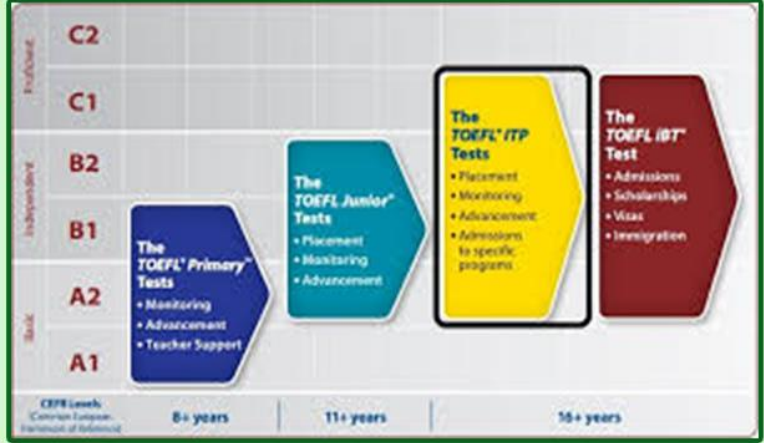 Proficient
C2
C1
Independent
B2
B1
Basic
A2
A1
The
TOEFL® Primary™
Tests
• Monitoring
• Advancement
• Teacher Support
The
TOEFL Junior®
Tests
• Placement
• Monitoring
• Advancement
The
TOEFL® ITP
Tests
• Placement
• Monitoring
• Advancement
• Admissions
to specific
programs
The
TOEFL iBT®
Test
• Admissions
• Scholarships
• Visas
• Immigration
CEFR Levels
(Common European
Framework of Reference)
8+ years
11+ years
16+ years